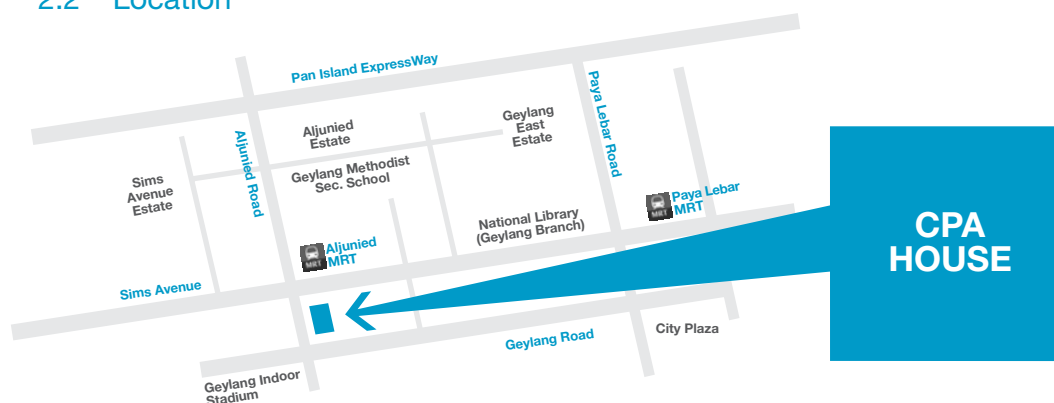 2.2 Location
Pan Island ExpressWay
Aljunied Road
Aljunied
Estate
Geylang
East
Estate
Paya Lebar Road
Sims
Avenue
Estate
Geylang Methodist
Sec. School
Paya Lebar
MRT
MRT
National Library
(Geylang Branch)
Aljunied
MRT
MRT
CPA
HOUSE
Sims Avenue
Geylang Road
City Plaza
Geylang Indoor
Stadium